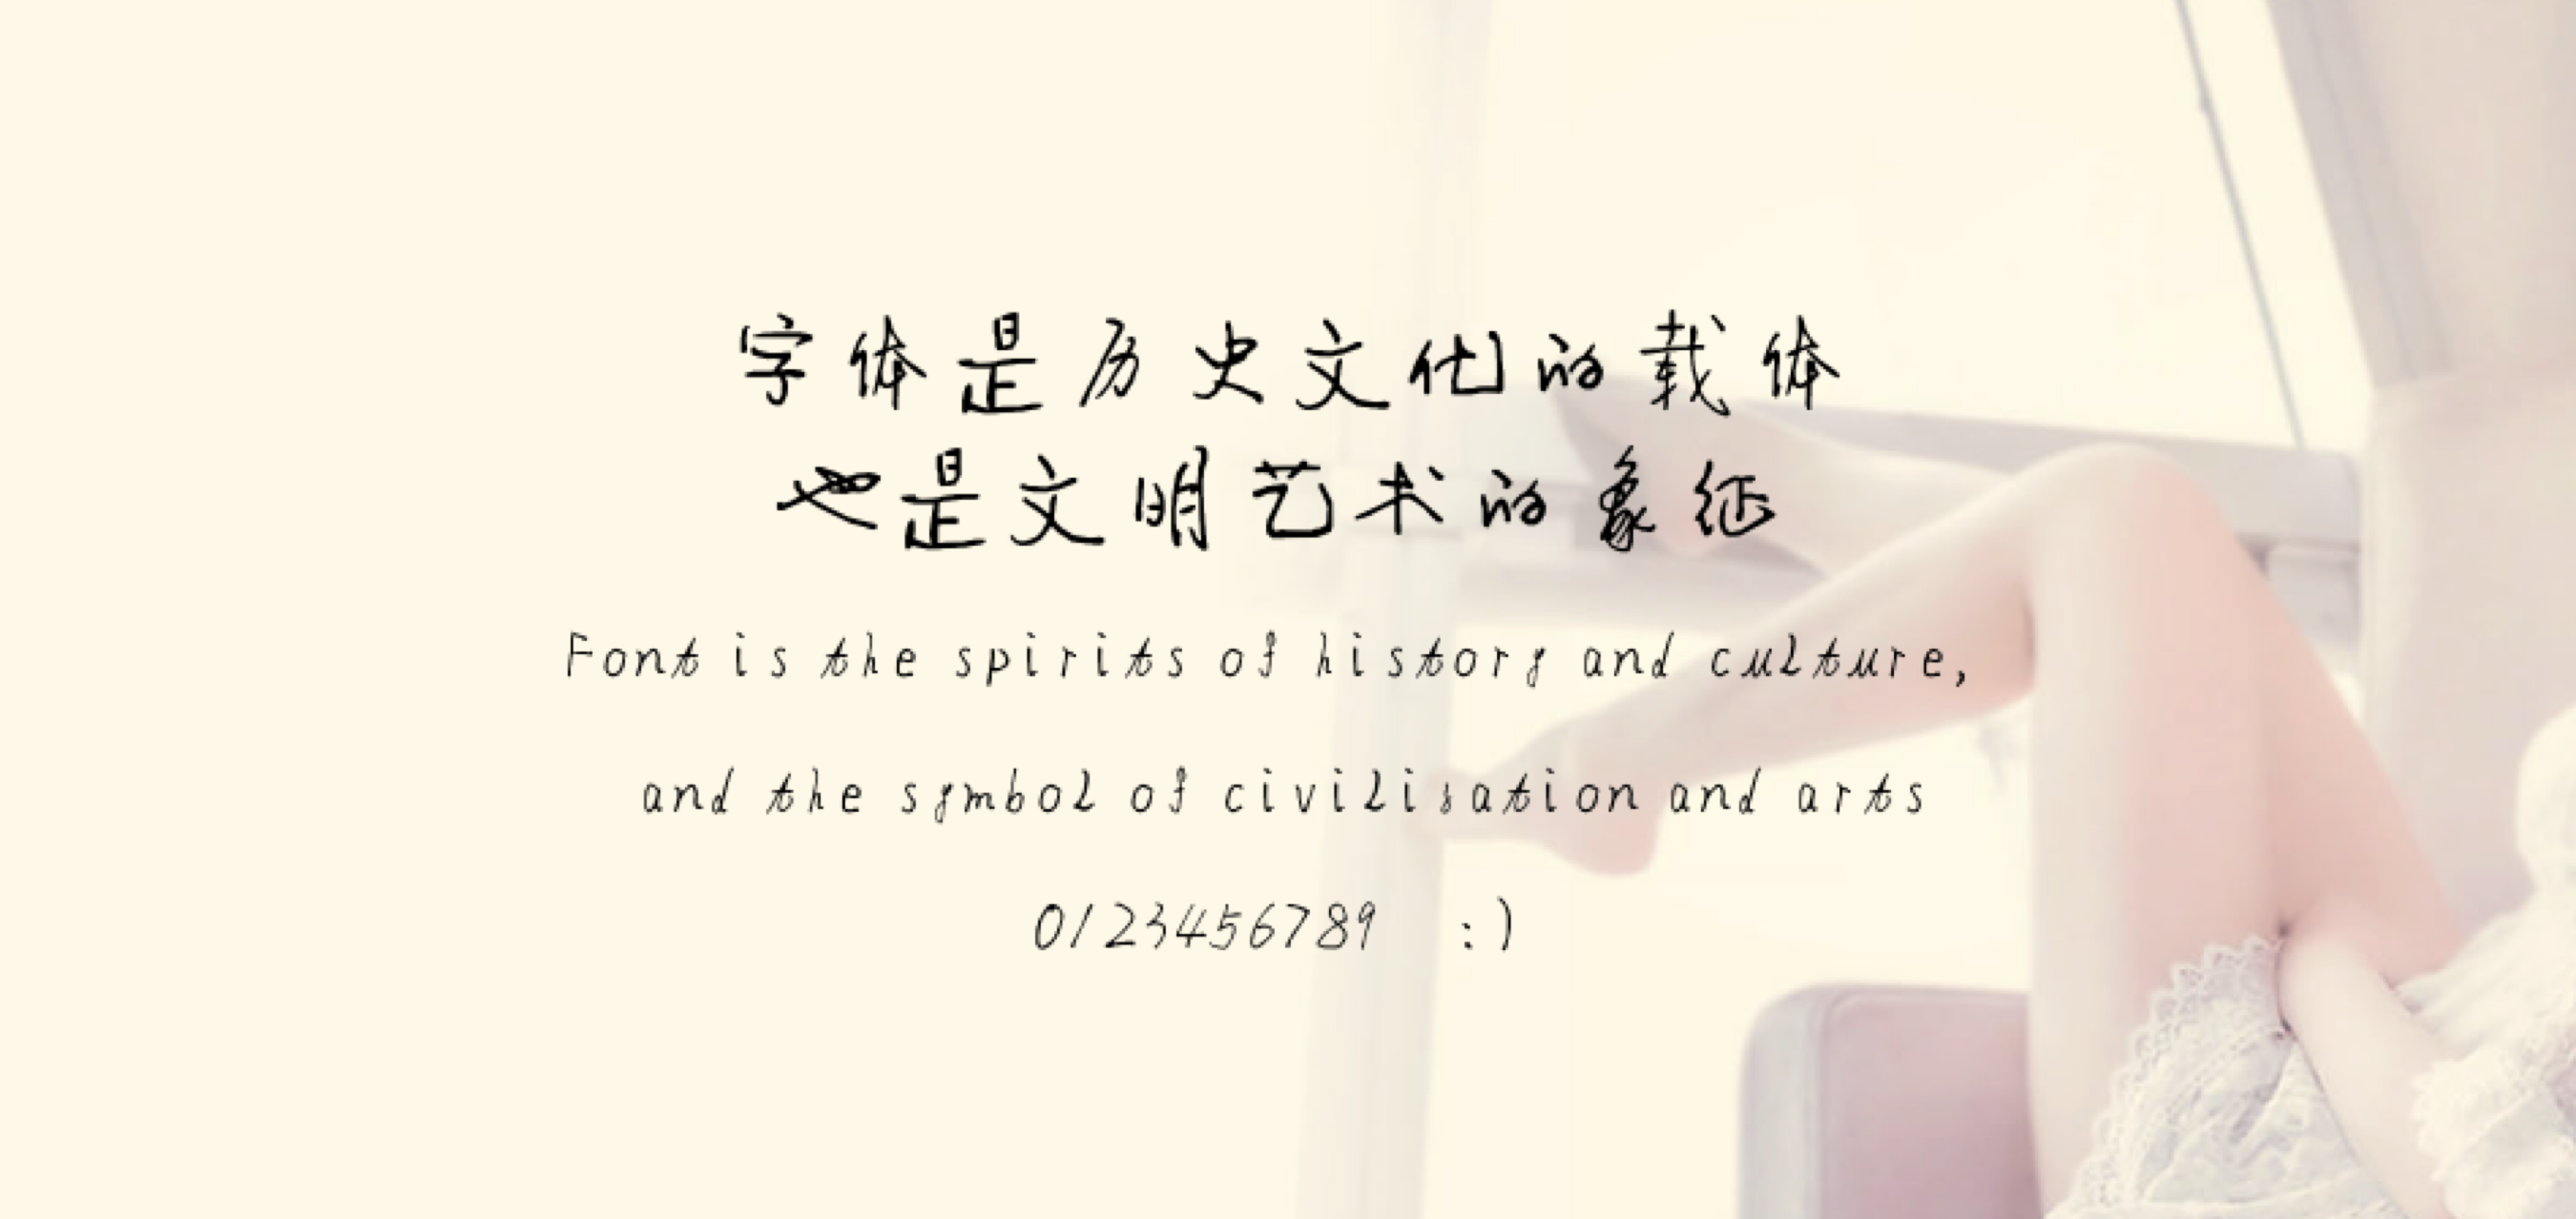 字体是历史文化的载体
也是文明艺术的象征
Font is the spirits of history and culture,
and the symbol of civilisation and arts
0123456789 :)